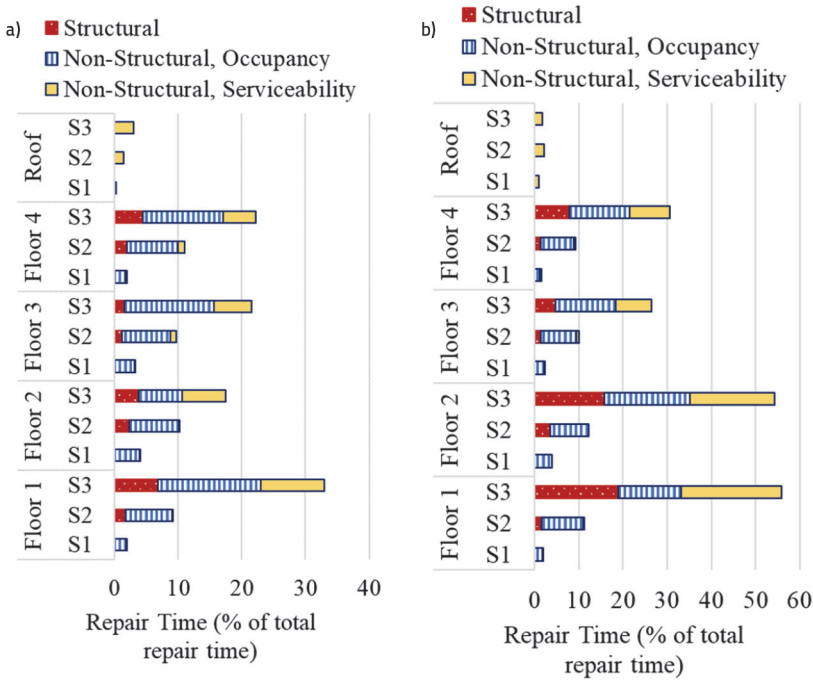 a)
Structural
Non-Structural, Occupancy
Non-Structural, Serviceability
Roof
S3
S2
S1
Floor 4
S3
S2
S1
Floor 3
S3
S2
S1
Floor 2
S3
S2
S1
Floor 1
S3
S2
S1
0 10 20 30 40
Repair Time (% of total
repair time)
b)
Structural
Non-Structural, Occupancy
Non-Structural, Serviceability
Roof
S3
S2
S1
Floor 4
S3
S2
S1
Floor 3
S3
S2
S1
Floor 2
S3
S2
S1
Floor 1
S3
S2
S1
0 10 20 30 40 50 60
Repair Time (% of total
repair time)